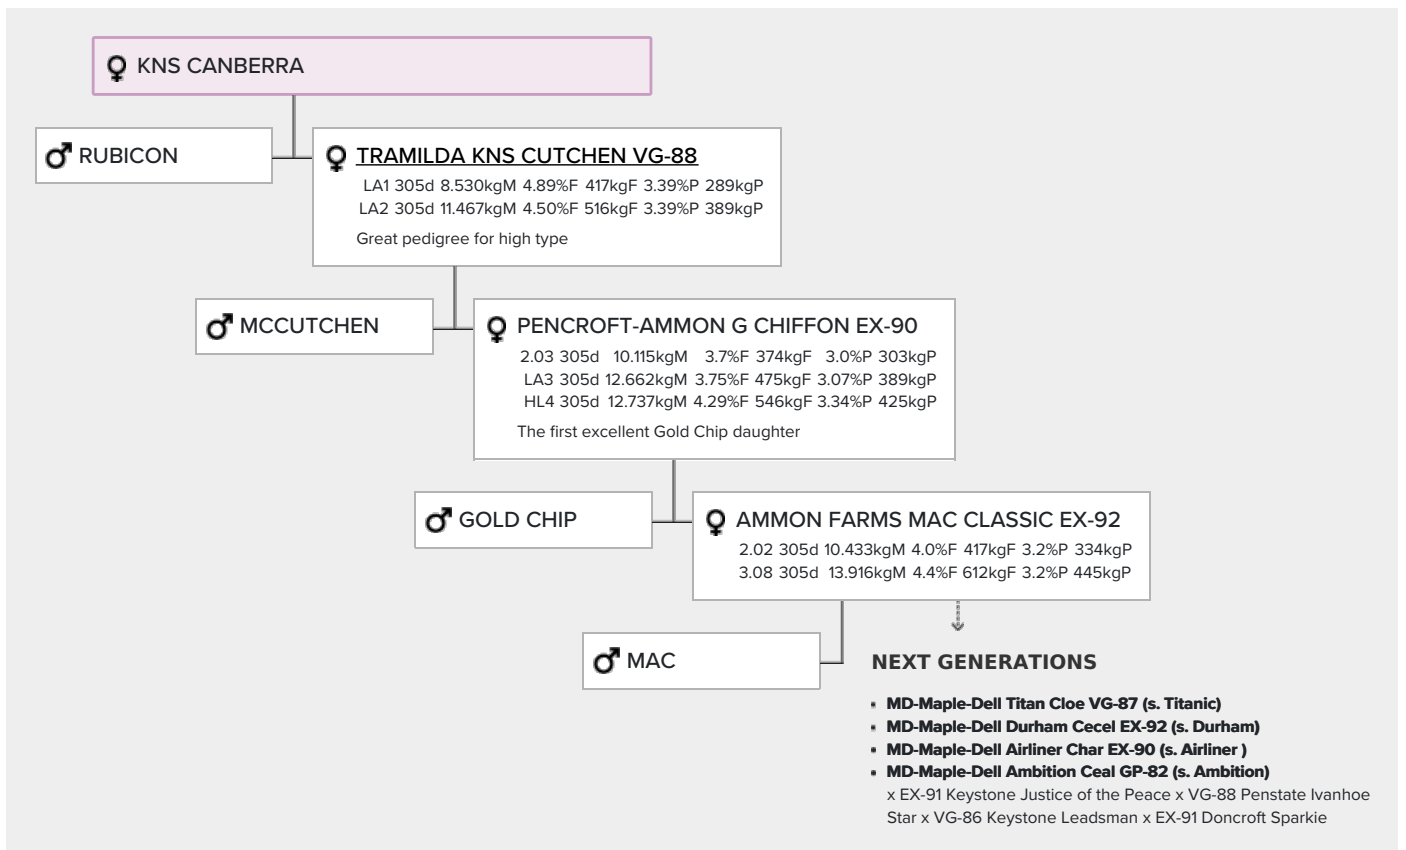 KNS CANBERRA
RUBICON
TRAMILDA KNS CUTCHEN VG-88
LA1 305d 8.530kgM 4.89%F 417kgF 3.39%P 289kgP
LA2 305d 11.467kgM 4.50%F 516kgF 3.39%P 389kgP
Great pedigree for high type
MCCUTCHEN
PENCROFT-AMMON G CHIFFON EX-90
2.03 305d 10.115kgM 3.7%F 374kgF 3.0%P 303kgP
LA3 305d 12.662kgM 3.75%F 475kgF 3.07%P 389kgP
HL4 305d 12.737kgM 4.29%F 546kgF 3.34%P 425kgP
The first excellent Gold Chip daughter
GOLD CHIP
AMMON FARMS MAC CLASSIC EX-92
2.02 305d 10.433kgM 4.0%F 417kgF 3.2%P 334kgP
3.08 305d 13.916kgM 4.4%F 612kgF 3.2%P 445kgP
MAC
NEXT GENERATIONS
MD-Maple-Dell Titan Cloe VG-87 (s. Titanic)
MD-Maple-Dell Durham Cecel EX-92 (s. Durham)
MD-Maple-Dell Airliner Char EX-90 (s. Airliner )
MD-Maple-Dell Ambition Ceal GP-82 (s. Ambition)
x EX-91 Keystone Justice of the Peace x VG-88 Penstate Ivanhoe
Star x VG-86 Keystone Leadsman x EX-91 Doncroft Sparkie